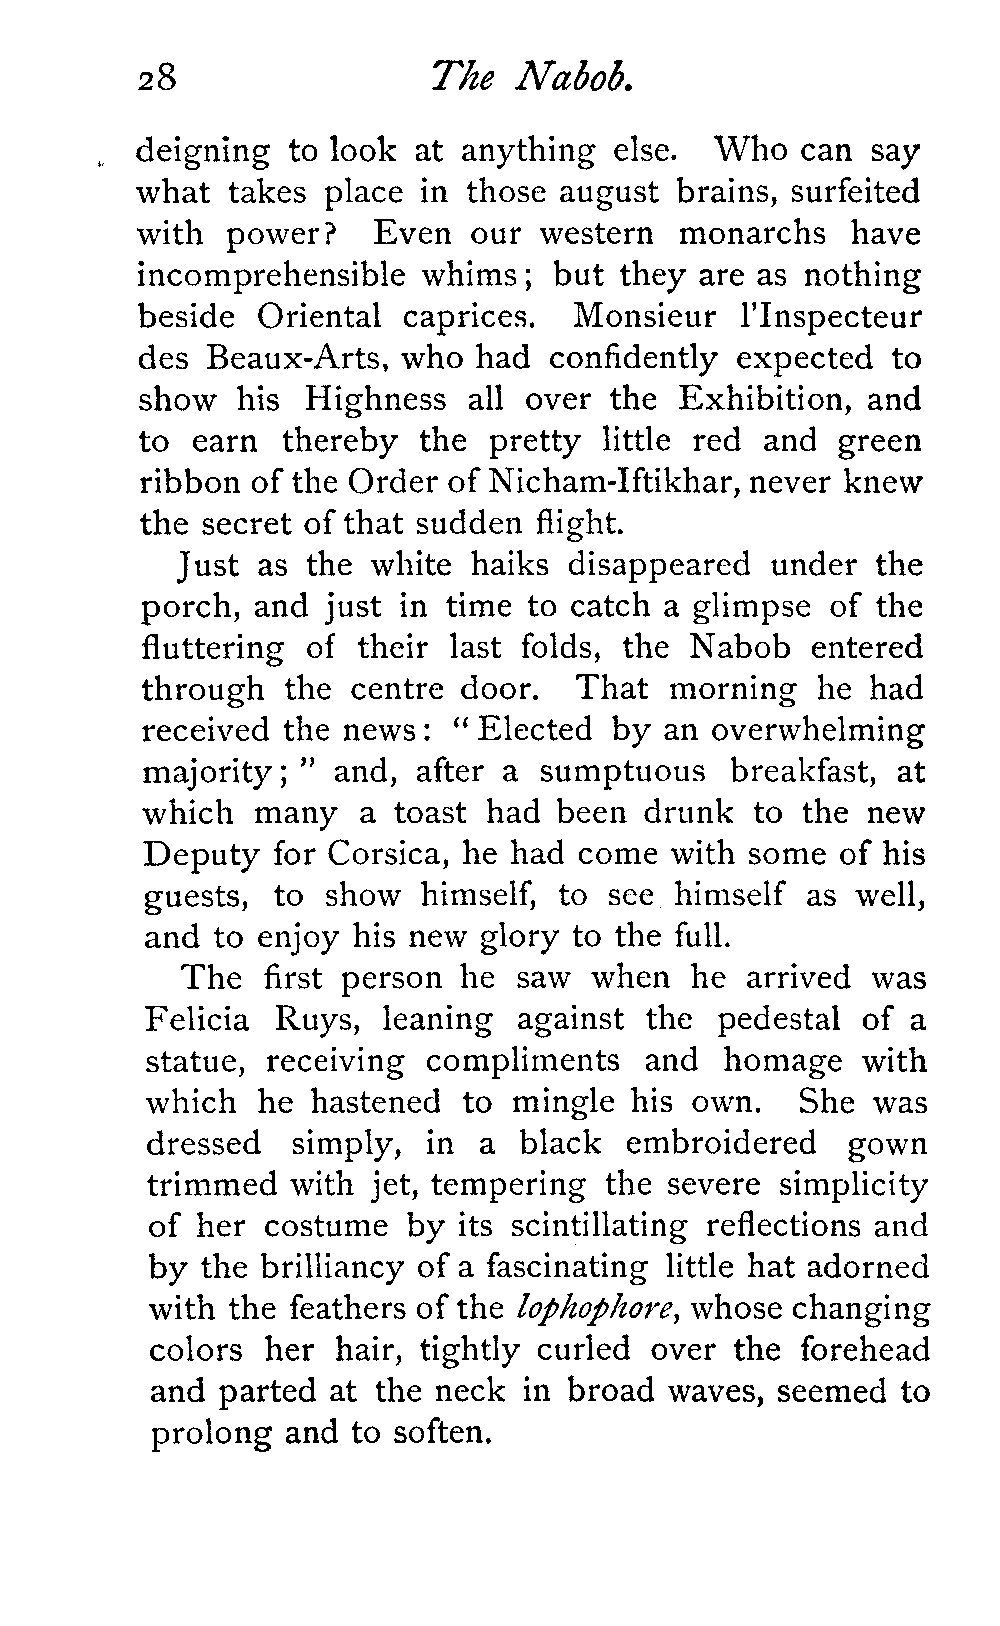 28 The Nabob.
deigning to look at anything else. Who can say
what takes place in those august brains, surfeited
with power? Even our western monarchs have
incomprehensible whims; but they are as nothing
beside Oriental caprices. Monsieur l'Inspecteur
des Beaux-Arts, who had confidently expected to
show his Highness all over the Exhibition, and
to earn thereby the pretty little red and green
ribbon of the Order of Nicham-Iftikhar, never knew
the secret of that sudden flight.
Just as the white haiks disappeared under the
porch, and just in time to catch a glimpse of the
fluttering of their last folds, the Nabob entered
through the centre door. That morning he had
received the news: "Elected by an overwhelming
majority;" and, after a sumptuous breakfast, at
which many a toast had been drunk to the new
Deputy for Corsica, he had come with some of his
guests, to show himself, to see himself as well,
and to enjoy his new glory to the full.
The first person he saw when he arrived was
Felicia Ruys, leaning against the pedestal of a
statue, receiving compliments and homage with
which he hastened to mingle his own. She was
dressed simply, in a black embroidered gown
trimmed with jet, tempering the severe simplicity
of her costume by its scintillating reflections and
by the brilliancy of a fascinating little hat adorned
with the feathers of the lophophore, whose changing
colors her hair, tightly curled over the forehead
and parted at the neck in broad waves, seemed to
prolong and to soften.